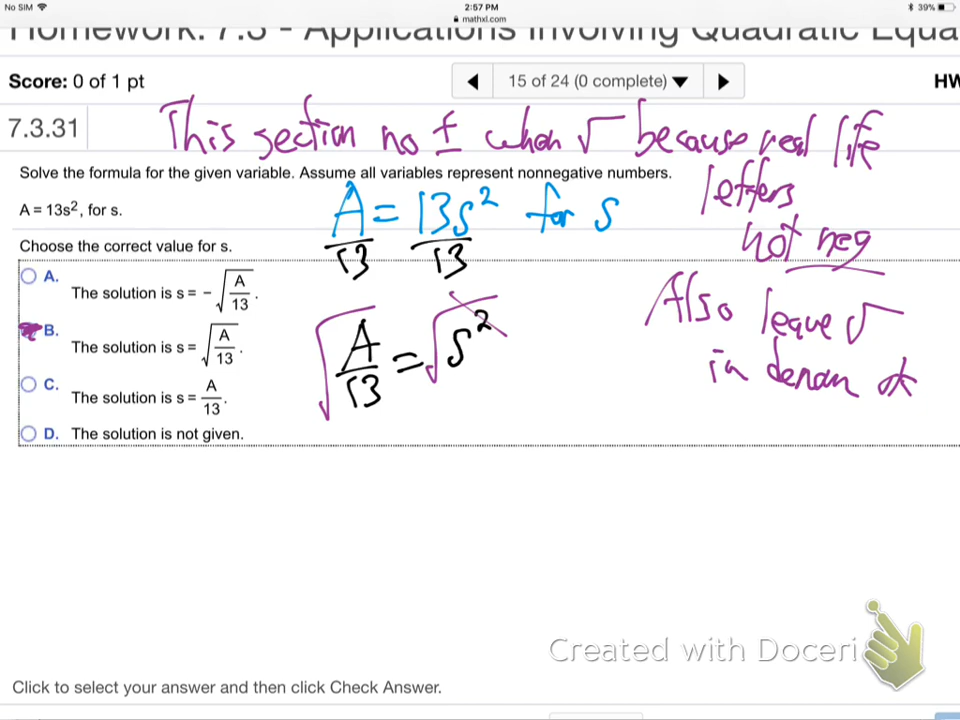 No SIM 2:57 PM 39%
mathxl.com
Homework: 7.3 - Applications Involving Quadratic Equa
Score: 0 of 1 pt 15 of 24 (0 complete) HW
7.3.31
This section no ± when √ because real life
letters
not neg
Also leave √
in denom ok
Solve the formula for the given variable. Assume all variables represent nonnegative numbers.
A = 13s², for s.
A = 13s² for s
13 13
√(A/13) = √s²
Choose the correct value for s.
A. The solution is s = − √(A/13).
B. The solution is s = √(A/13).
C. The solution is s = A/13.
D. The solution is not given.
Created with Doceri
Click to select your answer and then click Check Answer.